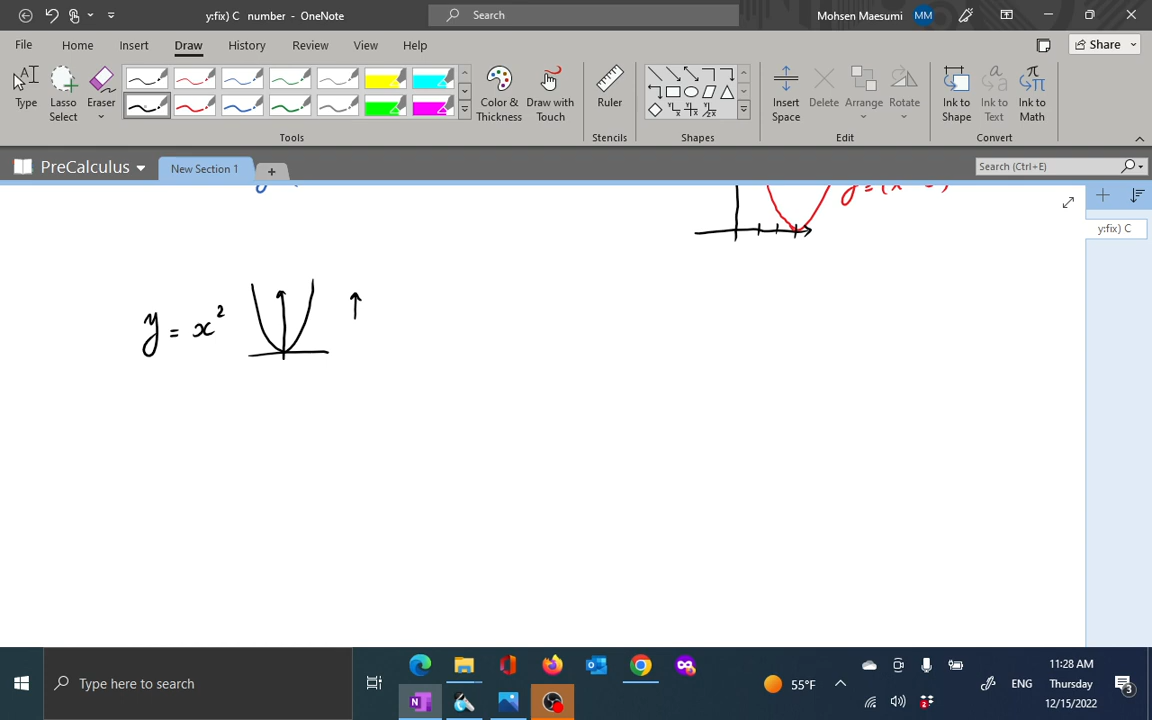 y:fix) C number - OneNote
Search
Mohsen Maesumi MM
File Home Insert Draw History Review View Help
Share
Type
Lasso Select
Eraser
Color & Thickness
Draw with Touch
Ruler
Insert Space
Delete
Arrange
Rotate
Ink to Shape
Ink to Text
Ink to Math
Tools
Stencils
Shapes
Edit
Convert
PreCalculus
New Section 1
Search (Ctrl+E)
y:fix) C
y = x²
Type here to search
55°F
ENG
11:28 AM
Thursday
12/15/2022
3